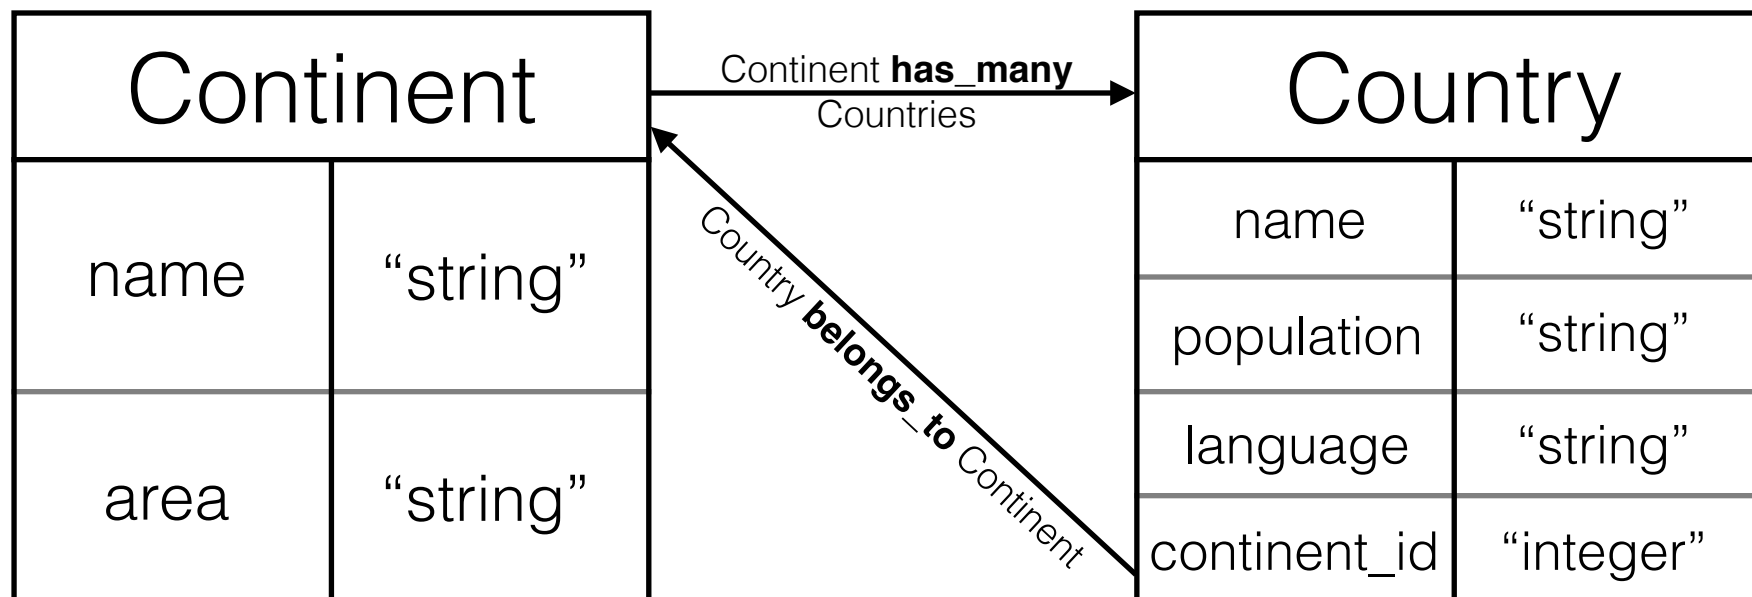 Continent
name “string”
area “string”
Continent has_many
Countries
Country belongs_to Continent
Country
name “string”
population “string”
language “string”
continent_id “integer”